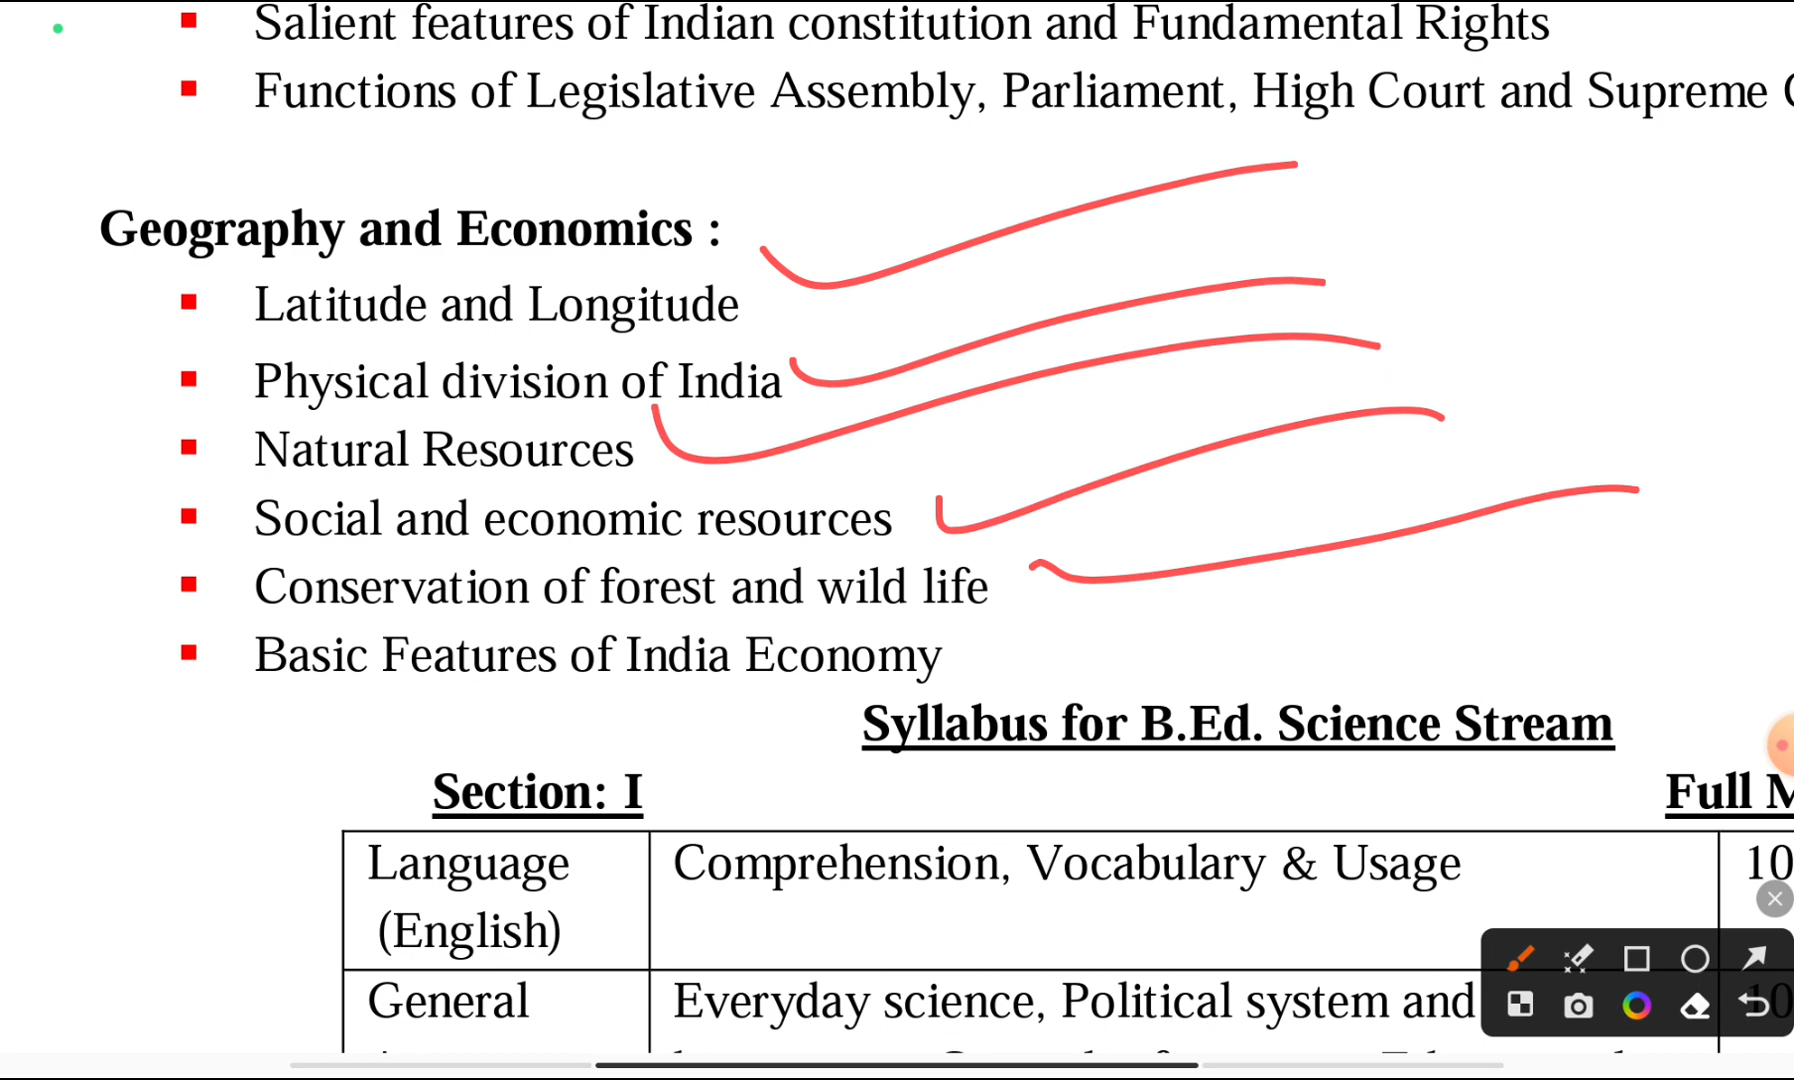 Salient features of Indian constitution and Fundamental Rights
Functions of Legislative Assembly, Parliament, High Court and Supreme
Geography and Economics :
Latitude and Longitude
Physical division of India
Natural Resources
Social and economic resources
Conservation of forest and wild life
Basic Features of India Economy
Syllabus for B.Ed. Science Stream
Section: I
Full
Language Comprehension, Vocabulary & Usage 10
(English)
General Everyday science, Political system and